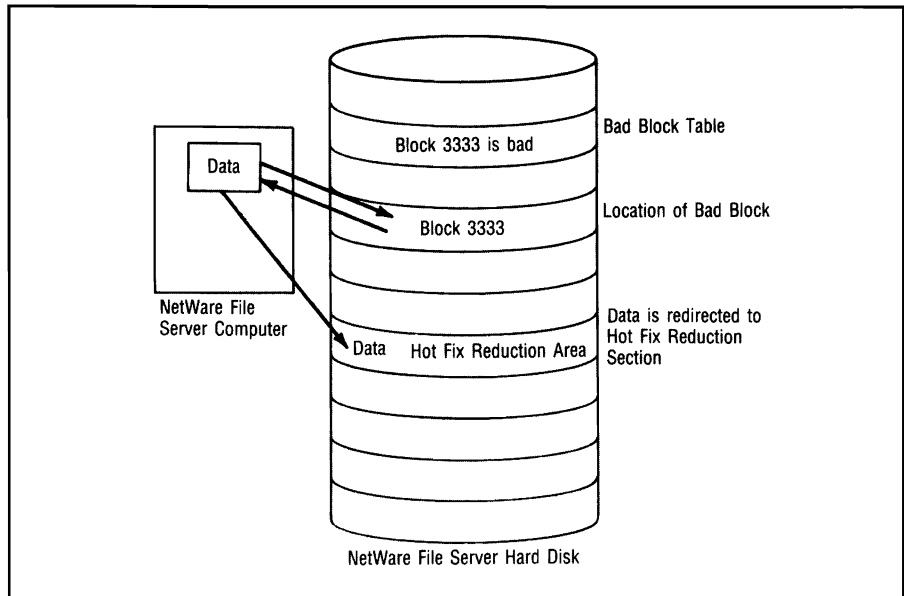 Bad Block Table
Block 3333 is bad
Data
Location of Bad Block
Block 3333
NetWare File
Server Computer
Data is redirected to
Hot Fix Reduction
Section
Data Hot Fix Reduction Area
NetWare File Server Hard Disk